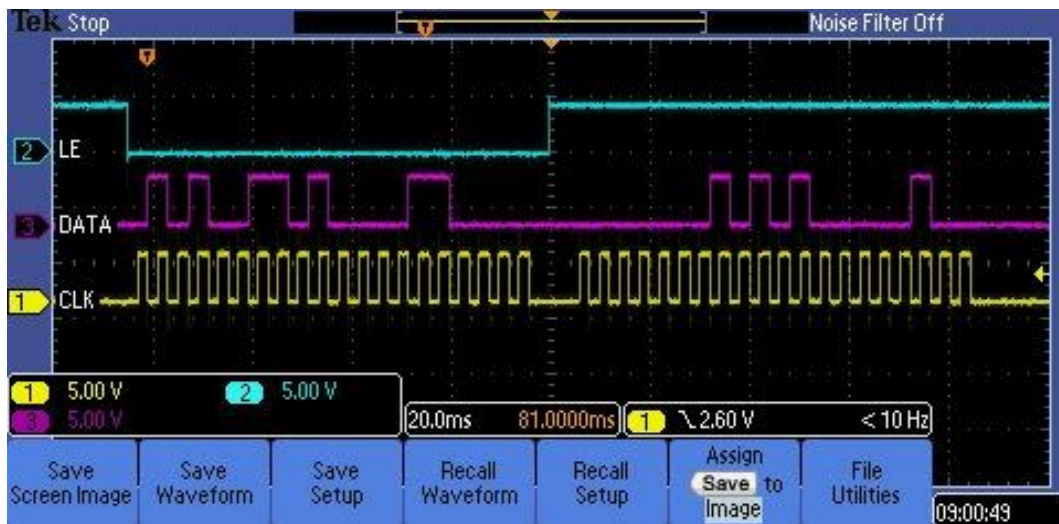 Tek Stop
Noise Filter Off
T
T
2 LE
3 DATA
1 CLK
1 5.00 V 2 5.00 V
3 5.00 V
20.0ms 81.0000ms 1 \ 2.60 V < 10 Hz
Save Screen Image
Save Waveform
Save Setup
Recall Waveform
Recall Setup
Assign Save to Image
File Utilities
09:00:49